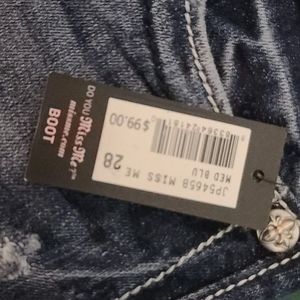 DO YOU Miss Me?
missme.com
BOOT
JP5465B MISS ME
MED BLU
28
$99.00